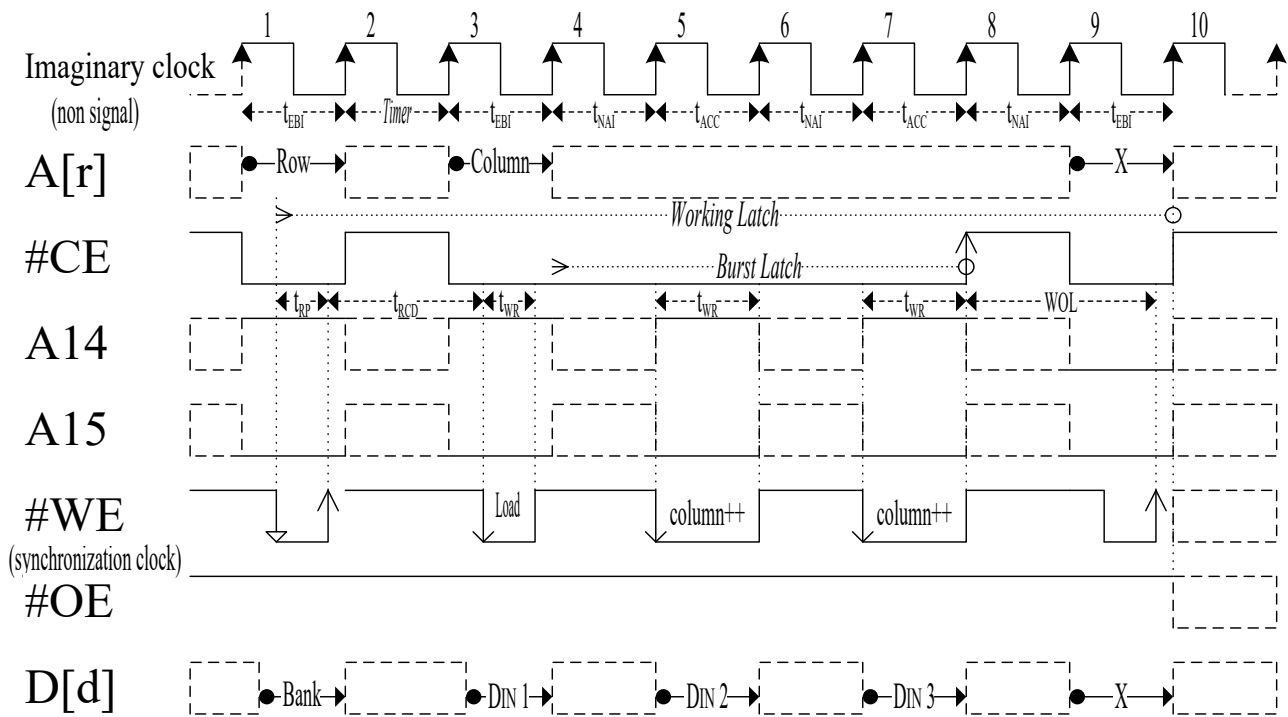 1 2 3 4 5 6 7 8 9 10
Imaginary clock
(non signal)
tEBI Timer tEBI tNAI tACC tNAI tACC tNAI tEBI
A[r] Row Column X
Working Latch
#CE
Burst Latch
tRP tRCD tWR tWR tWR WOL
A14
A15
#WE Load column++ column++
(synchronization clock)
#OE
D[d] Bank DIN 1 DIN 2 DIN 3 X